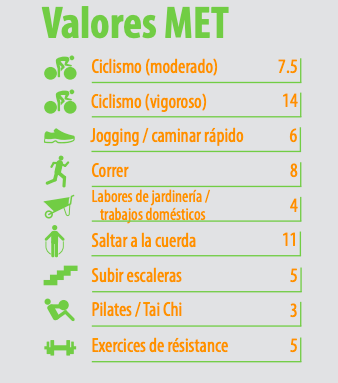 Valores MET
Ciclismo (moderado) 7.5
Ciclismo (vigoroso) 14
Jogging / caminar rápido 6
Correr 8
Labores de jardinería /
trabajos domésticos 4
Saltar a la cuerda 11
Subir escaleras 5
Pilates / Tai Chi 3
Exercices de résistance 5